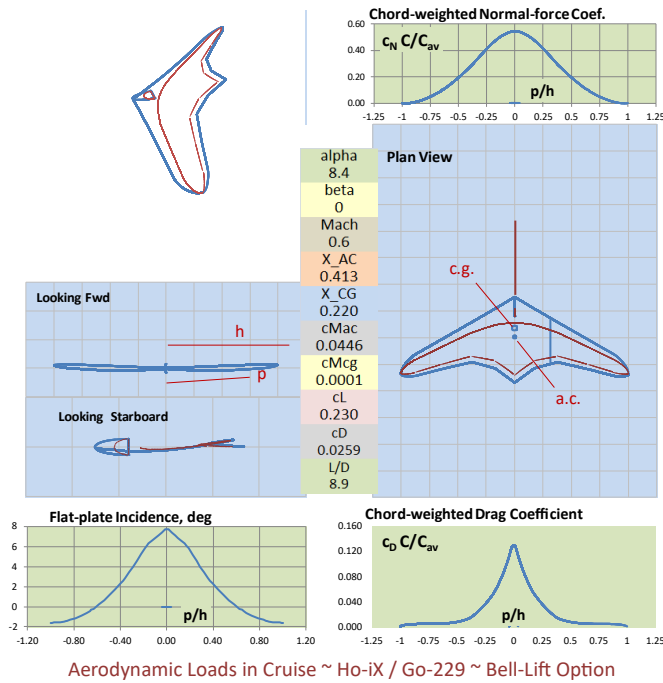 Chord-weighted Normal-force Coef.
c_N C/C_av
0.60
0.40
0.20
0.00
p/h
-1.25 -1 -0.75 -0.5 -0.25 0 0.25 0.5 0.75 1 1.25
alpha
8.4
beta
0
Mach
0.6
X_AC
0.413
X_CG
0.220
cMac
0.0446
cMcg
0.0001
cL
0.230
cD
0.0259
L/D
8.9
Plan View
c.g.
a.c.
Looking Fwd
h
p
Looking Starboard
Flat-plate Incidence, deg
8
6
4
2
0
-2
p/h
-1.20 -0.80 -0.40 0.00 0.40 0.80 1.20
Chord-weighted Drag Coefficient
c_D C/C_av
0.160
0.120
0.080
0.040
0.000
p/h
-1.25 -1 -0.75 -0.5 -0.25 0 0.25 0.5 0.75 1 1.25
Aerodynamic Loads in Cruise ~ Ho-iX / Go-229 ~ Bell-Lift Option